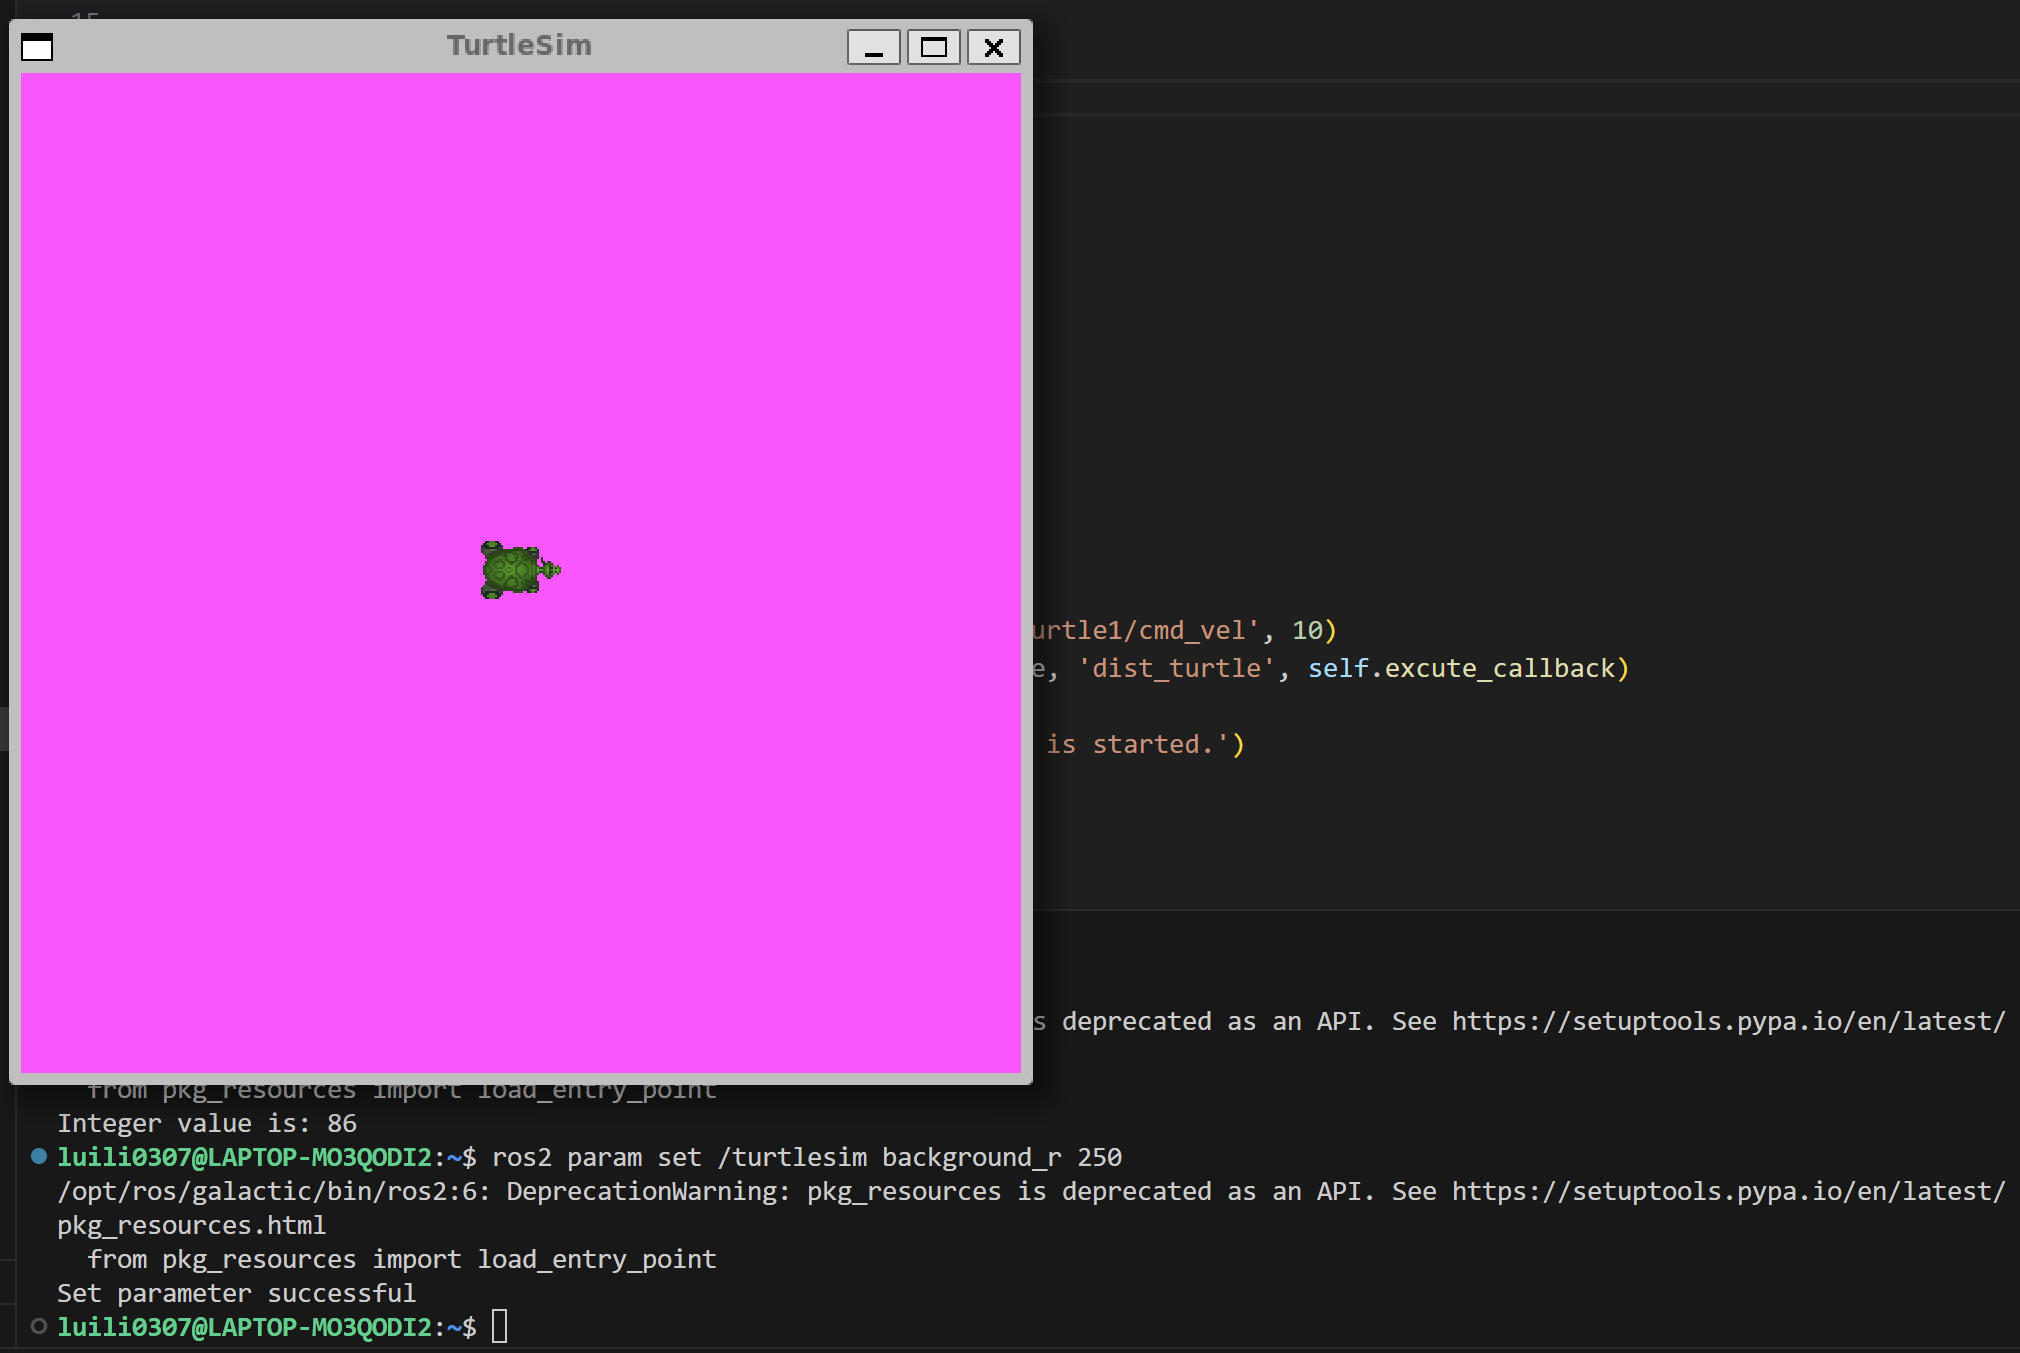 TurtleSim
urtle1/cmd_vel', 10)
e, 'dist_turtle', self.excute_callback)
is started.')
s deprecated as an API. See https://setuptools.pypa.io/en/latest/
from pkg_resources import load_entry_point
Integer value is: 86
luili0307@LAPTOP-MO3QODI2:~$ ros2 param set /turtlesim background_r 250
/opt/ros/galactic/bin/ros2:6: DeprecationWarning: pkg_resources is deprecated as an API. See https://setuptools.pypa.io/en/latest/
pkg_resources.html
from pkg_resources import load_entry_point
Set parameter successful
luili0307@LAPTOP-MO3QODI2:~$